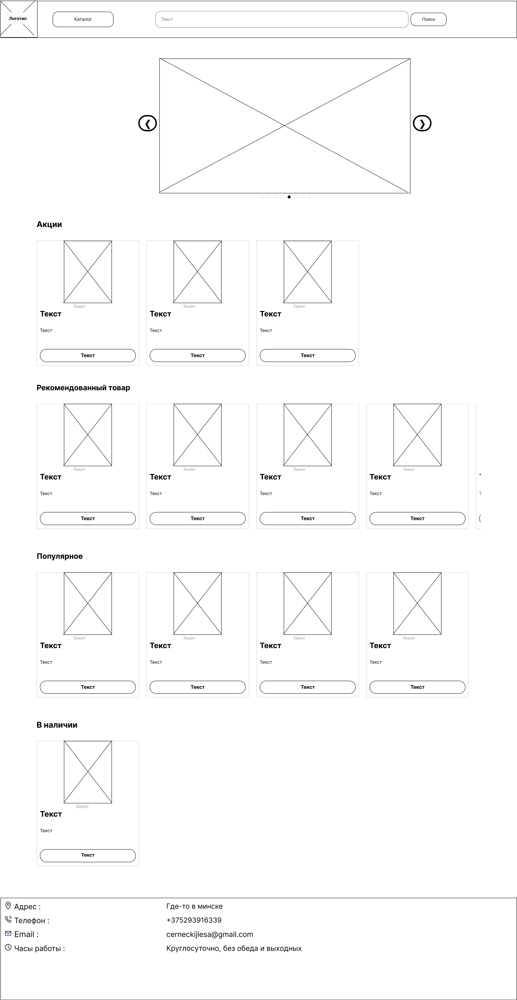 Логотип
Каталог
Текст
Поиск
Акции
Текст Текст Текст
Текст Текст Текст
Текст Текст Текст
Текст Текст Текст
Рекомендованный товар
Текст Текст Текст Текст
Текст Текст Текст Текст
Текст Текст Текст Текст
Текст Текст Текст Текст
Популярное
Текст Текст Текст Текст
Текст Текст Текст Текст
Текст Текст Текст Текст
Текст Текст Текст Текст
В наличии
Текст
Текст
Текст
Текст
Адрес : Где-то в минске
Телефон : +375293916339
Email : cerneckijlesa@gmail.com
Часы работы : Круглосуточно, без обеда и выходных